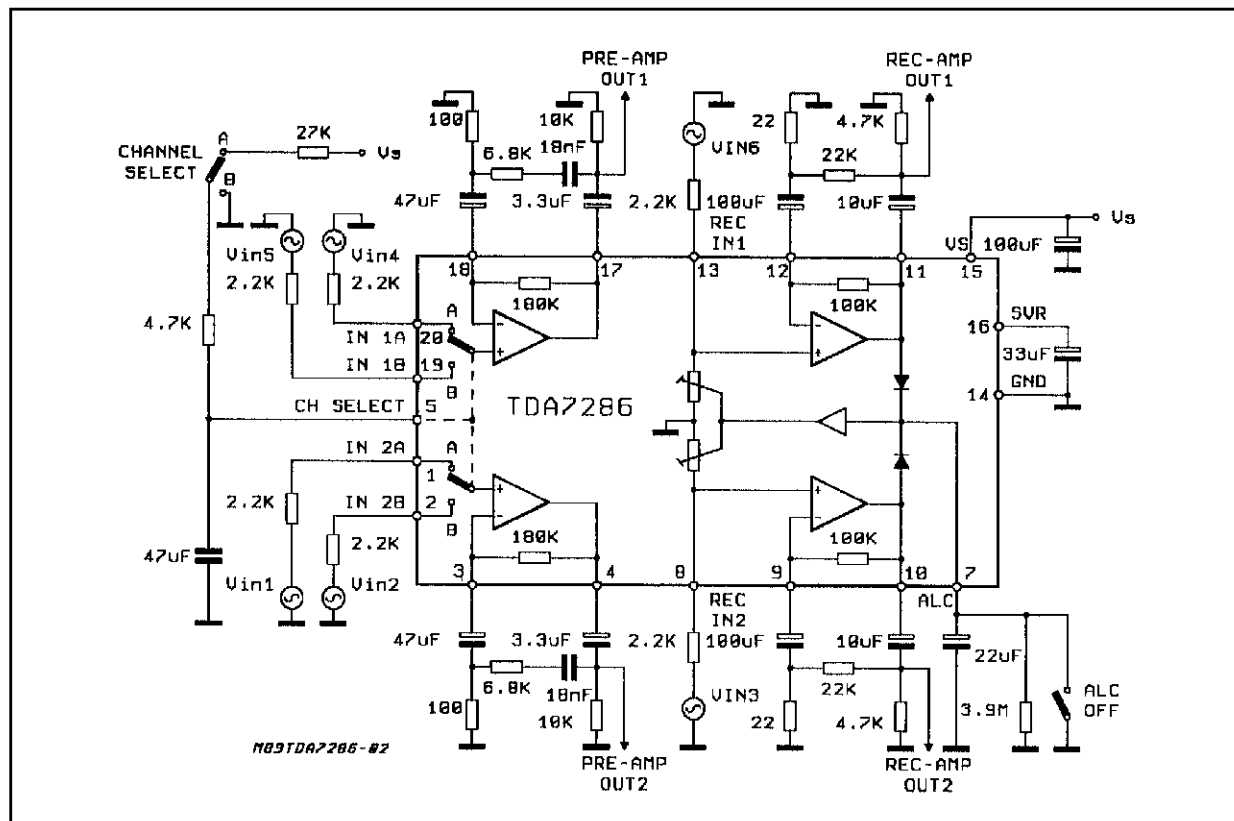 PRE-AMP
OUT1
REC-AMP
OUT1
100
10K
22
4.7K
A
27K
Vs
CHANNEL
SELECT
B
6.8K
18nF
VIN6
22K
47uF
3.3uF
2.2K
100uF
10uF
REC
IN1
Vs
Vin5
Vin4
VS
100uF
18
17
13
12
11
15
2.2K
2.2K
180K
100K
4.7K
A
SVR
16
IN 1A
20
33uF
IN 1B
19
B
GND
14
CH SELECT
5
TDA7286
IN 2A
A
1
2.2K
IN 2B
2
B
2.2K
180K
100K
47uF
Vin1
Vin2
3
4
8
9
10
7
REC
IN2
ALC
47uF
3.3uF
2.2K
100uF
10uF
22uF
6.8K
18nF
22K
ALC
OFF
100
10K
VIN3
22
4.7K
3.9M
M89TDA7286-02
PRE-AMP
OUT2
REC-AMP
OUT2